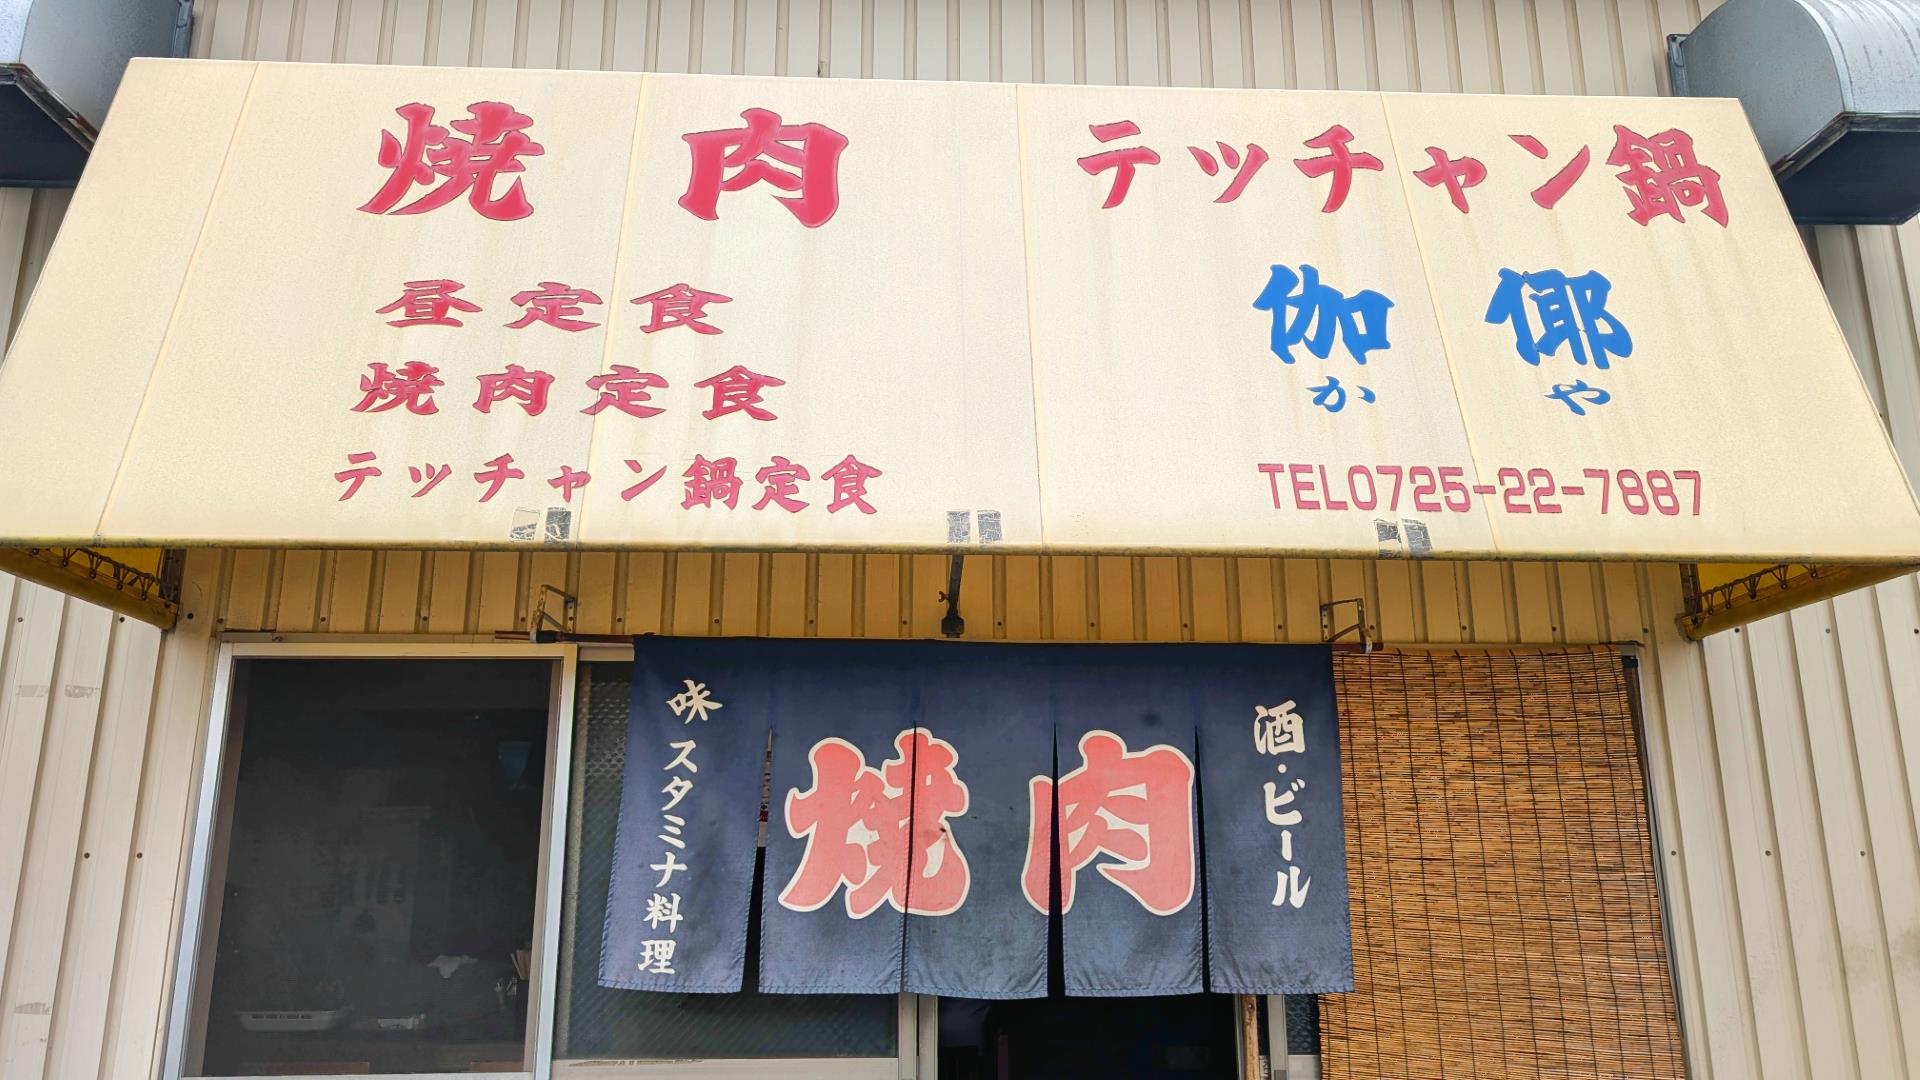 焼肉
テッチャン鍋
昼定食
焼肉定食
テッチャン鍋定食
伽倻
かや
TEL0725-22-7887
味 スタミナ料理
焼肉
酒・ビール